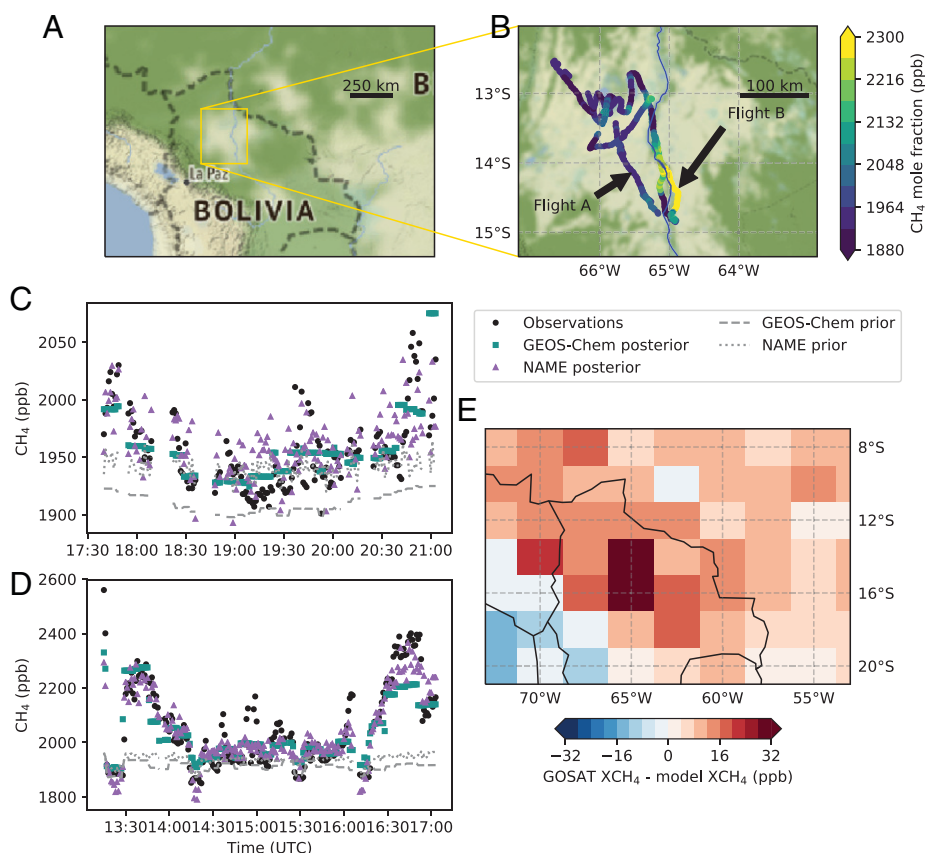 A
250 km
B
La Paz
BOLIVIA
B
100 km
Flight B
Flight A
13°S
14°S
15°S
66°W 65°W 64°W
2300
2216
2132
2048
1964
1880
CH₄ mole fraction (ppb)
C
2050
2000
1950
1900
CH₄ (ppb)
17:30 18:00 18:30 19:00 19:30 20:00 20:30 21:00
Observations
GEOS-Chem posterior
NAME posterior
GEOS-Chem prior
NAME prior
D
2600
2400
2200
2000
1800
CH₄ (ppb)
13:30 14:00 14:30 15:00 15:30 16:00 16:30 17:00
Time (UTC)
E
8°S
12°S
16°S
20°S
70°W 65°W 60°W 55°W
−32 −16 0 16 32
GOSAT XCH₄ - model XCH₄ (ppb)